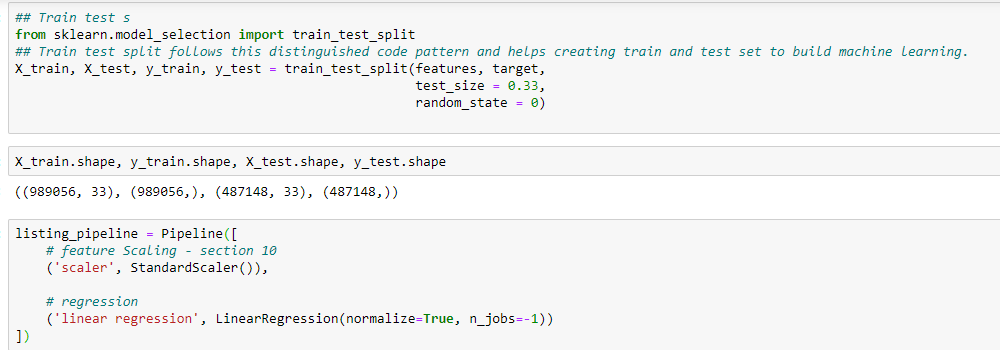 ## Train test s
from sklearn.model_selection import train_test_split
## Train test split follows this distinguished code pattern and helps creating train and test set to build machine learning.
X_train, X_test, y_train, y_test = train_test_split(features, target,
test_size = 0.33,
random_state = 0)
X_train.shape, y_train.shape, X_test.shape, y_test.shape
((989056, 33), (989056,), (487148, 33), (487148,))
listing_pipeline = Pipeline([
# feature Scaling - section 10
('scaler', StandardScaler()),
# regression
('linear regression', LinearRegression(normalize=True, n_jobs=-1))
])